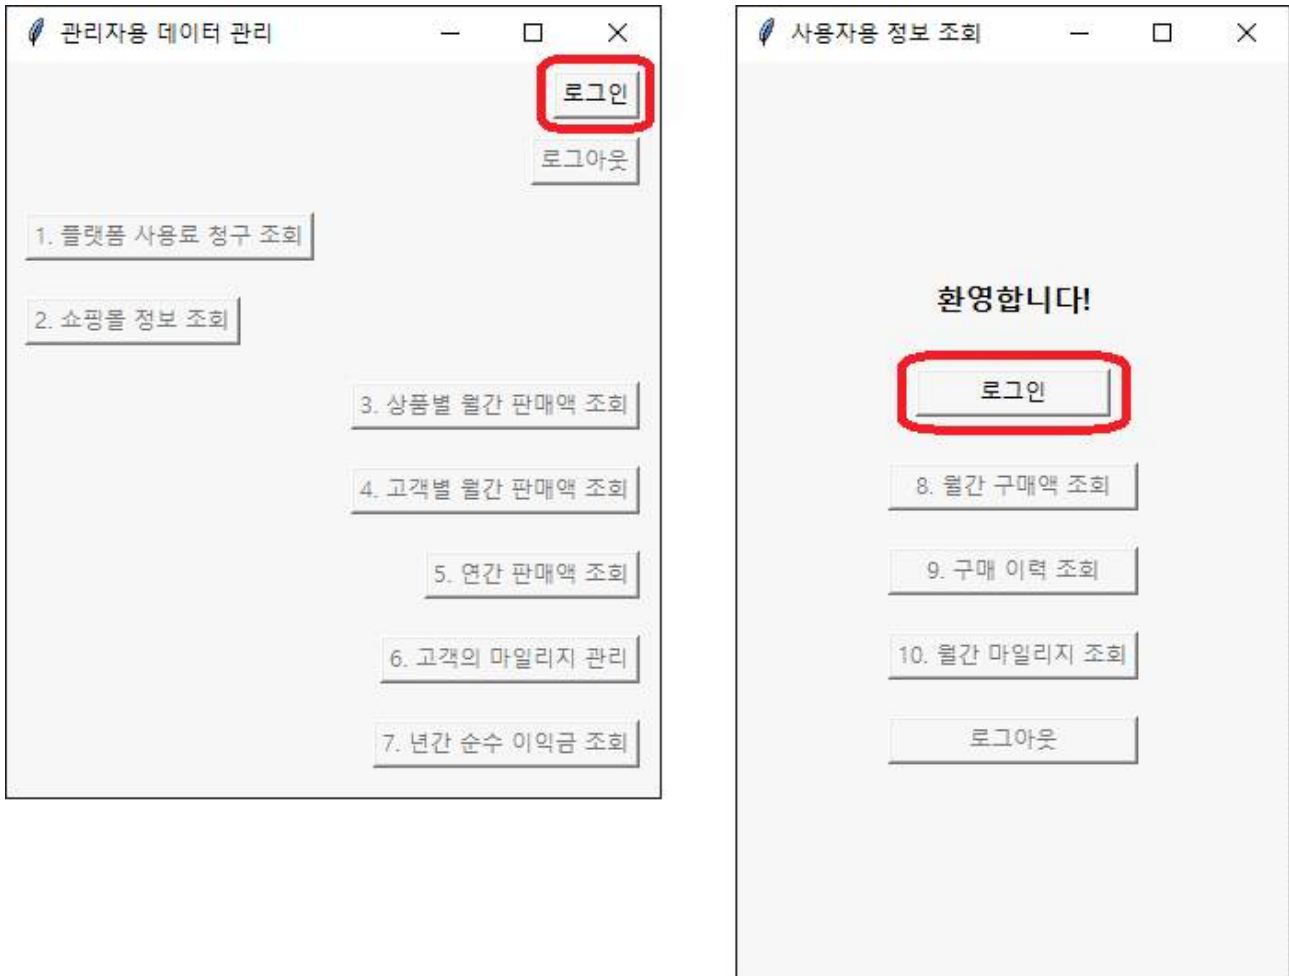 관리자용 데이터 관리
로그인
로그아웃
1. 플랫폼 사용료 청구 조회
2. 쇼핑몰 정보 조회
3. 상품별 월간 판매액 조회
4. 고객별 월간 판매액 조회
5. 연간 판매액 조회
6. 고객의 마일리지 관리
7. 년간 순수 이익금 조회
사용자용 정보 조회
환영합니다!
로그인
8. 월간 구매액 조회
9. 구매 이력 조회
10. 월간 마일리지 조회
로그아웃